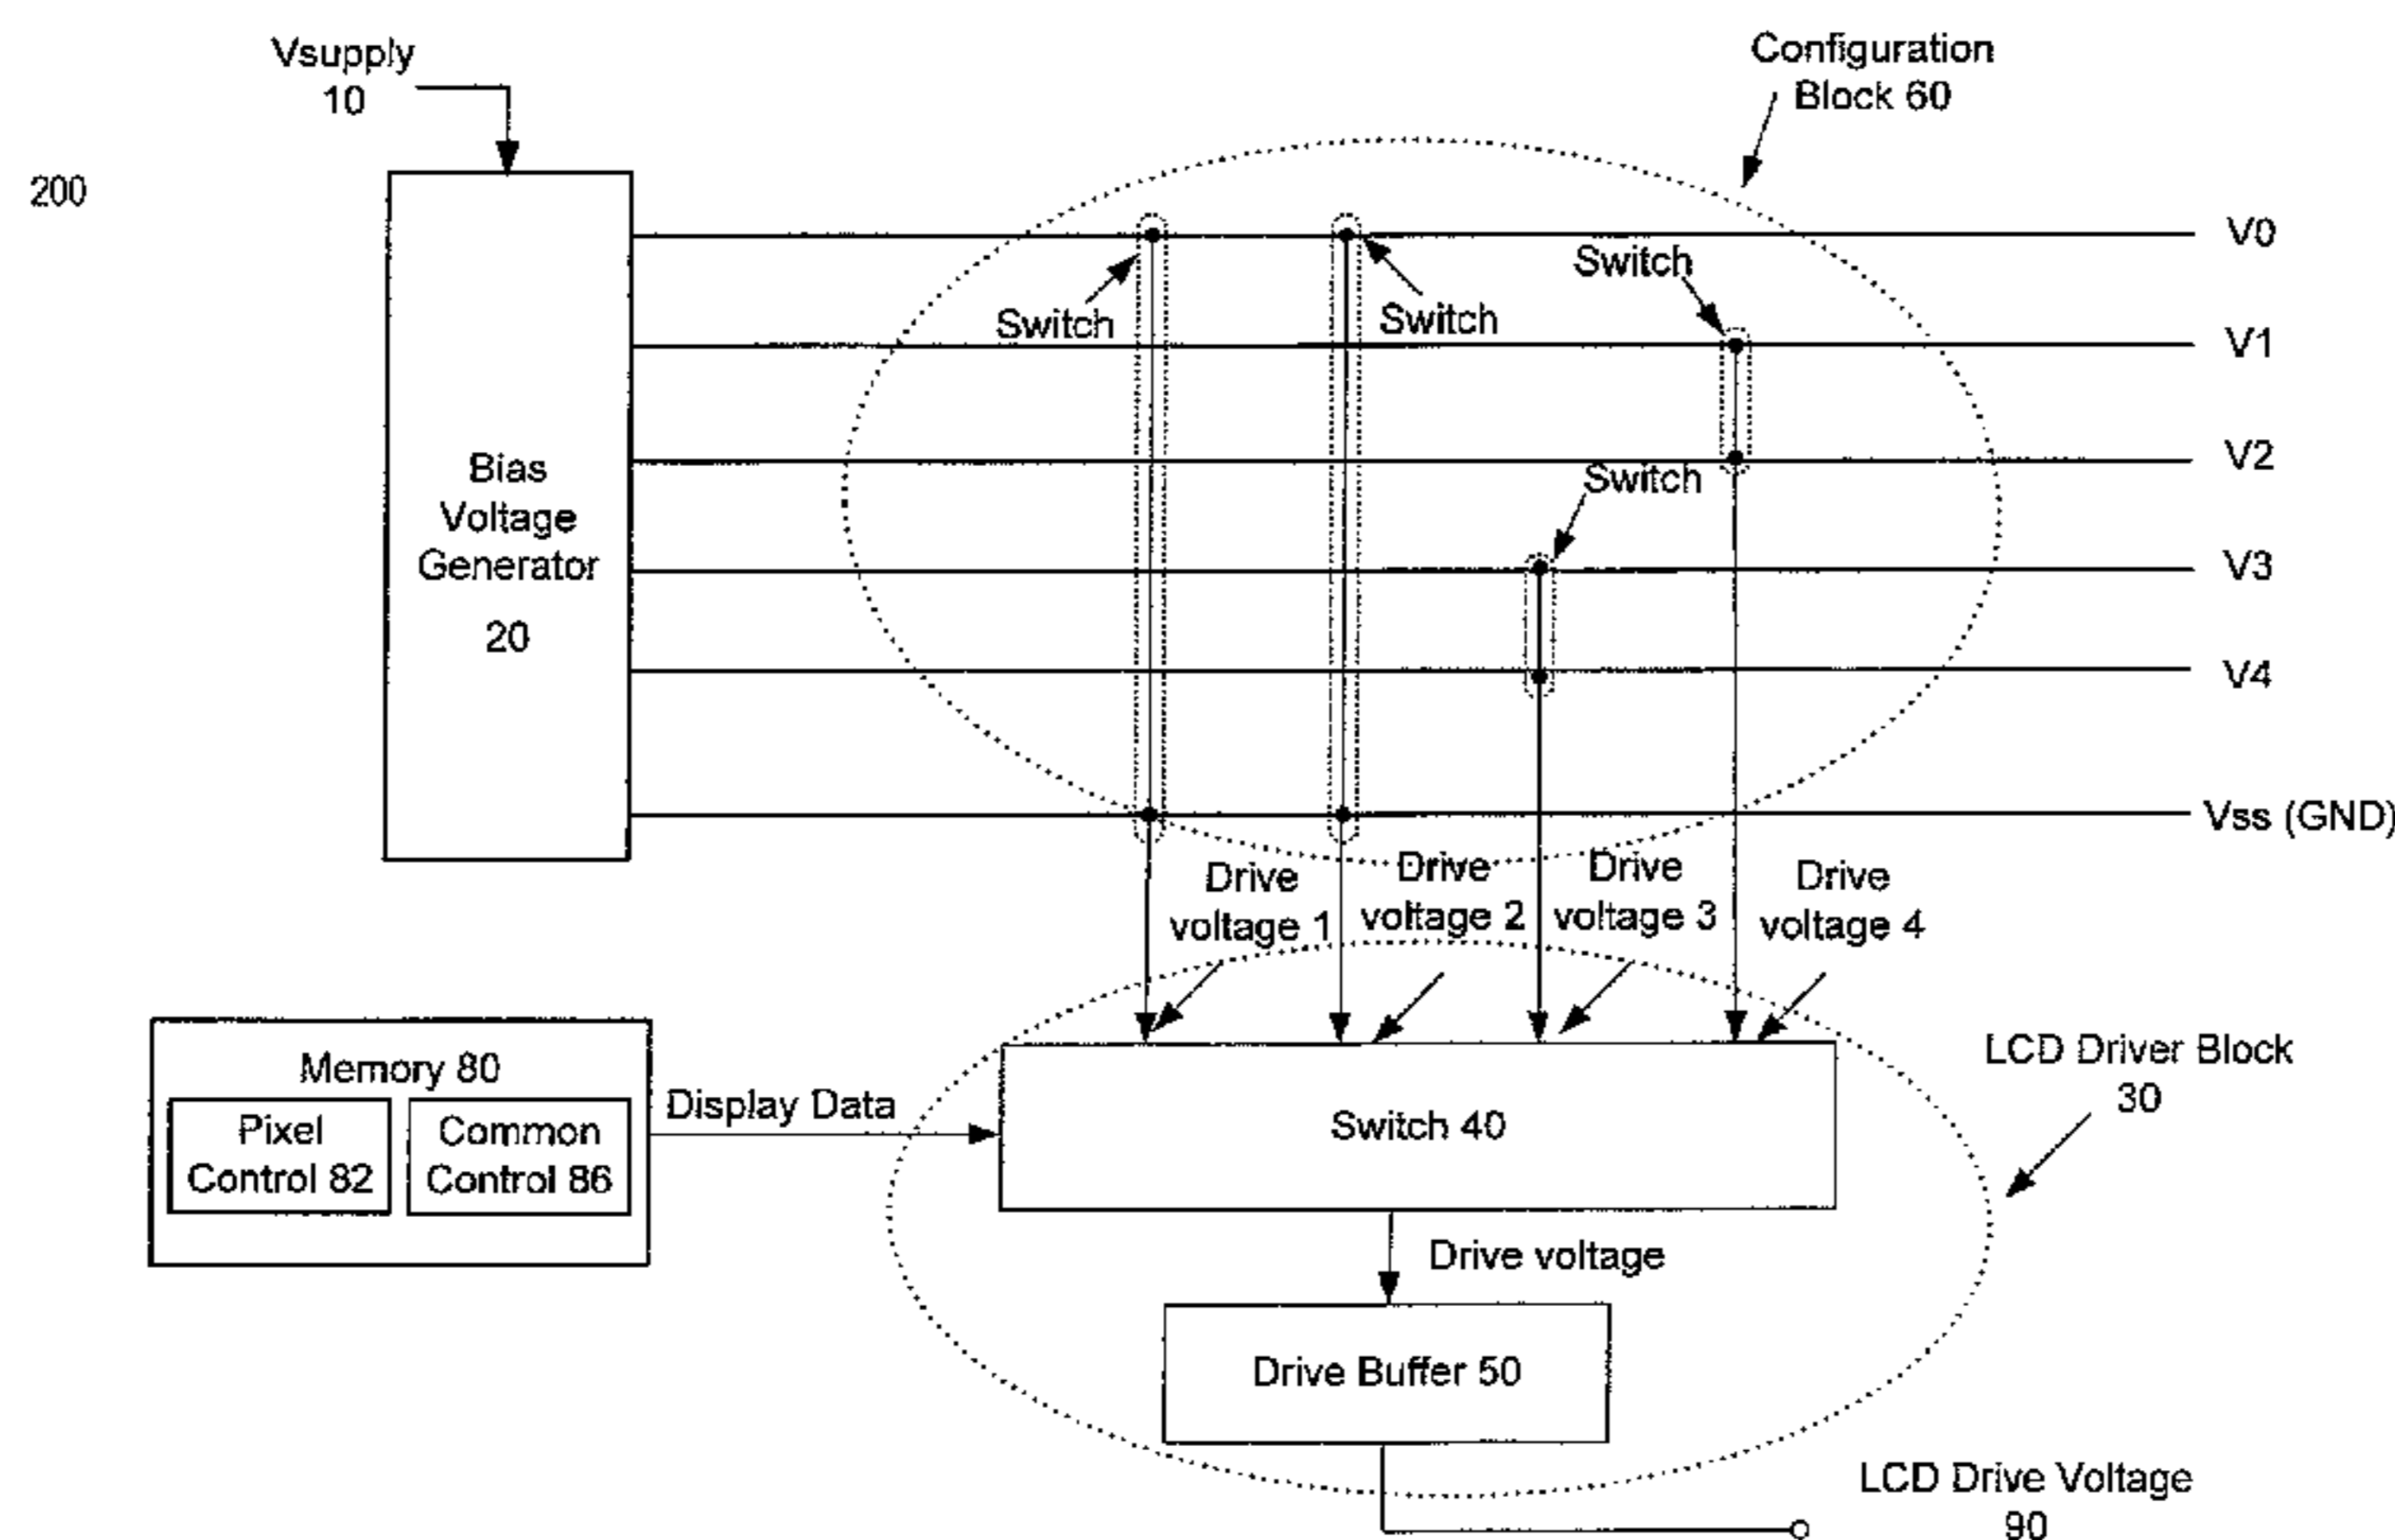 Vsupply
10
Configuration
Block 60
200
V0
Switch
Switch
Switch
V1
Bias
Voltage
Generator
20
V2
Switch
V3
V4
Vss (GND)
Drive
voltage 1
Drive
voltage 2
Drive
voltage 3
Drive
voltage 4
Memory 80
Pixel
Control 82
Common
Control 86
Display Data
Switch 40
LCD Driver Block
30
Drive voltage
Drive Buffer 50
LCD Drive Voltage
90